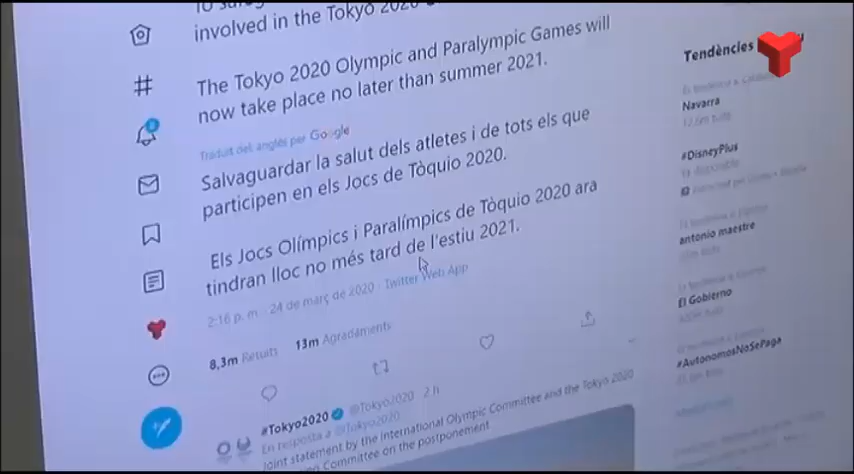 involved in the Tokyo 2020
The Tokyo 2020 Olympic and Paralympic Games will
now take place no later than summer 2021.
Traduït de l'anglès per Google
Salvaguardar la salut dels atletes i de tots els que
participen en els Jocs de Tòquio 2020.
Els Jocs Olímpics i Paralímpics de Tòquio 2020 ara
tindran lloc no més tard de l'estiu 2021.
2:16 p. m. · 24 de març de 2020 · Twitter Web App
8,3m Retuits 13m Agradaments
#Tokyo2020 @Tokyo2020 2 h
En resposta a @Tokyo2020
Joint statement by the International Olympic Committee and the Tokyo 2020
Committee on the postponement
Tendències
Navarra
#DisneyPlus
antonio maestre
El Gobierno
#AutonomosNoSePaga